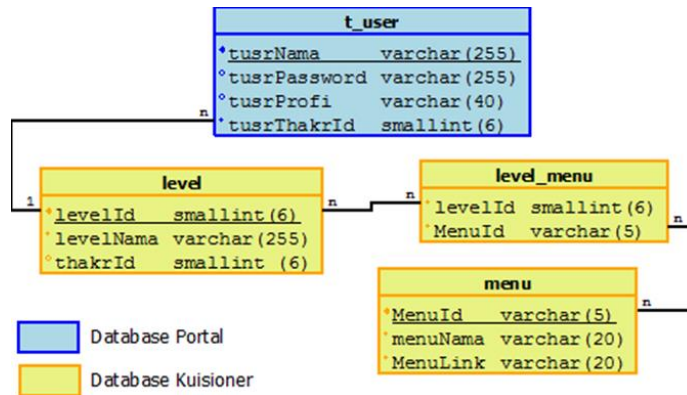 t_user
tusrNama varchar(255)
tusrPassword varchar(255)
tusrProfi varchar(40)
tusrThakrId smallint(6)
n
1
level
levelId smallint(6)
levelNama varchar(255)
thakrId smallint (6)
n
n
level_menu
levelId smallint(6)
MenuId varchar(5)
n
menu
MenuId varchar(5)
menuNama varchar(20)
MenuLink varchar(20)
n
Database Portal
Database Kuisioner